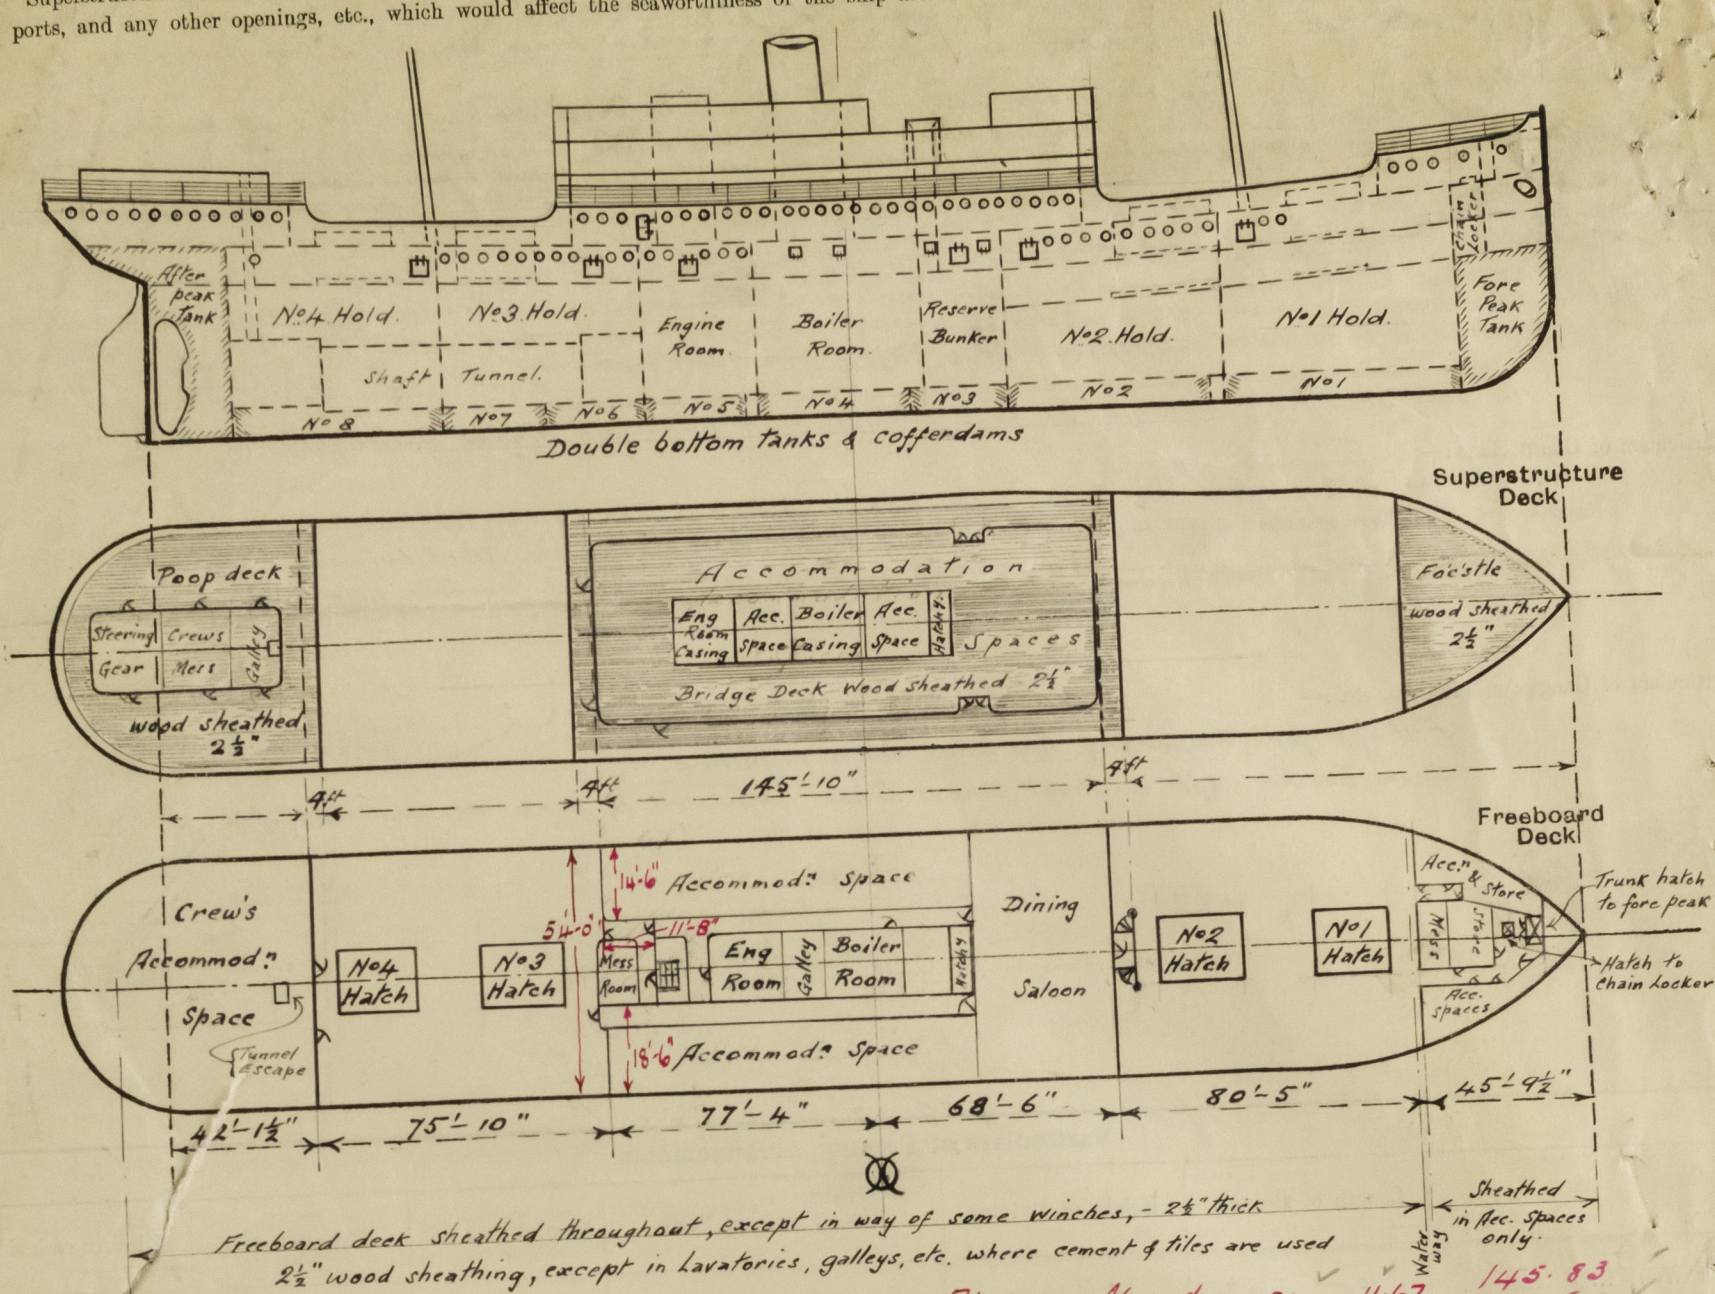 ports, and any other openings, etc., which would affect the seaworthiness of the ship
After
peak
Tank
No4 Hold.
No3 Hold.
Engine
Room.
Boiler
Room.
Reserve
Bunker
No2 Hold.
No1 Hold.
Chain
Locker
Fore
Peak
Tank
Shaft Tunnel.
No 8
No7
No 6
No 5
No4
No3
No2
No1
Double bottom tanks & cofferdams
Superstructure
Deck
Poop deck
Steering
Gear
Crews
Mess
Galley
wood sheathed
2½"
Accommodation
Spaces
Eng
Room
Casing
Acc.
Space
Boiler
Casing
Acc.
Space
Hatchy.
Bridge Deck Wood sheathed 2½"
Fo'c'stle
wood sheathed
2½"
4ft
4ft
145'-10"
4ft
Freeboard
Deck
Crew's
Accommodn
Space
Tunnel
Escape
No4
Hatch
No3
Hatch
54'-0"
14'-6"
11'-8"
18'-6"
Accommodn Space
Mess
Room
Eng
Room
Galley
Boiler
Room
Hatchy
Accommodn Space
Dining
Saloon
No2
Hatch
No1
Hatch
Accn
& Store
Mess
Store
Acc.
Spaces
Trunk hatch
to fore peak
Hatch to
Chain Locker
42'-1½"
75'-10"
77'-4"
68'-6"
80'-5"
45'-9½"
Freeboard deck sheathed throughout, except in way of some winches, - 2½" thick
2½" wood sheathing, except in Lavatories, galleys, etc. where cement & tiles are used
Water
way
Sheathed
in Acc. Spaces
only.
145.83